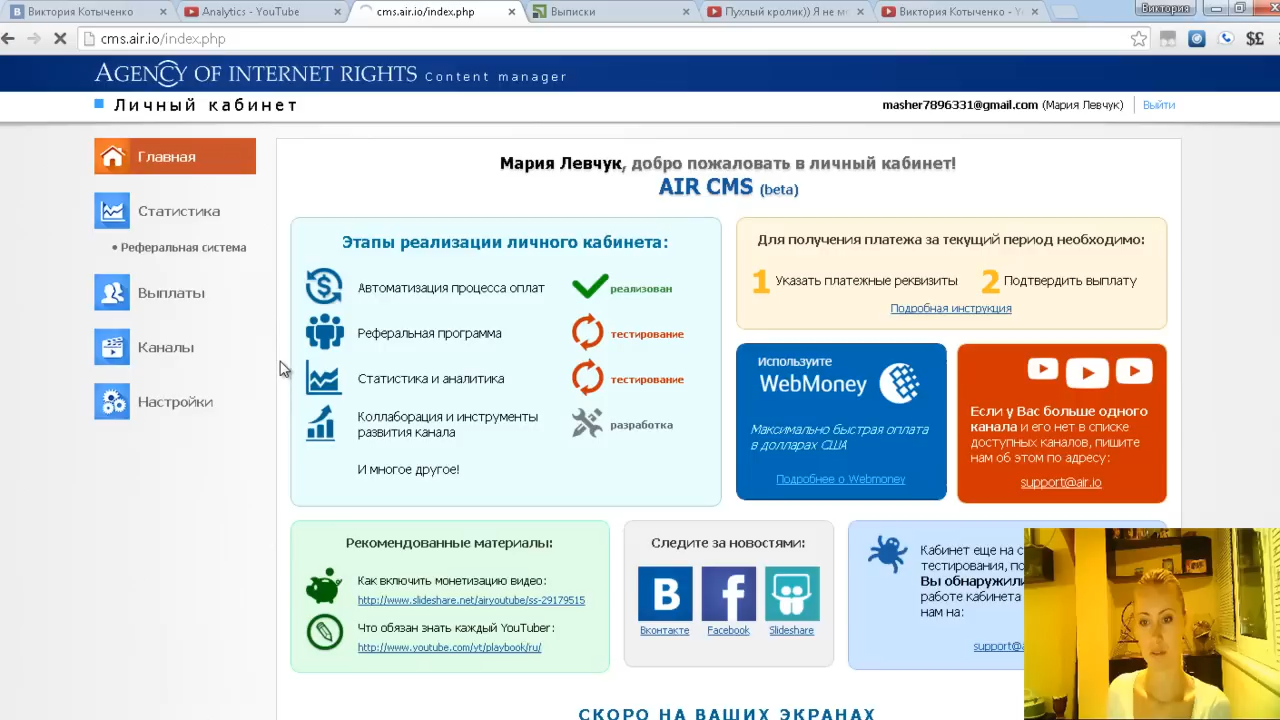 Виктория Котыченко
Analytics - YouTube
cms.air.io/index.php
Выписки
Пухлый кролик)) Я не м
Виктория Котыченко - Y
Виктория
cms.air.io/index.php
$£
AGENCY OF INTERNET RIGHTS Content manager
Личный кабинет
masher7896331@gmail.com (Мария Левчук)
Выйти
Главная
Статистика
• Реферальная система
Выплаты
Каналы
Настройки
Мария Левчук, добро пожаловать в личный кабинет!
AIR CMS (beta)
Этапы реализации личного кабинета:
Автоматизация процесса оплат
реализован
Реферальная программа
тестирование
Статистика и аналитика
тестирование
Коллаборация и инструменты
развития канала
разработка
И многое другое!
Для получения платежа за текущий период необходимо:
1 Указать платежные реквизиты
2 Подтвердить выплату
Подробная инструкция
Используите
WebMoney
Максимально быстрая оплата
в долларах США
Подробнее о Webmoney
Если у Вас больше одного
канала и его нет в списке
доступных каналов, пишите
нам об этом по адресу:
support@air.io
Рекомендованные материалы:
Как включить монетизацию видео:
http://www.slideshare.net/airyoutube/ss-29179515
Что обязан знать каждый YouTuber:
http://www.youtube.com/yt/playbook/ru/
Следите за новостями:
B
Вконтакте
f
Facebook
Slideshare
Кабинет еще на с
тестирования, по
Вы обнаружили
работе кабинета
нам на:
support@a
СКОРО НА ВАШИХ ЭКРАНАХ